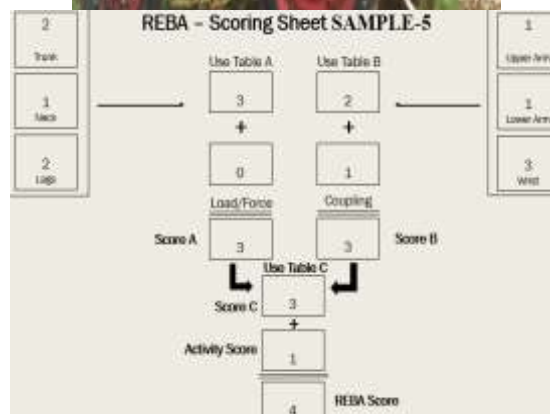 REBA – Scoring Sheet SAMPLE-5
2
Trunk
1
Neck
2
Legs
Use Table A
3
+
0
Load/Force
Score A
3
Use Table B
2
+
1
Coupling
3
Score B
1
Upper Arm
1
Lower Arm
3
Wrist
Use Table C
Score C
3
+
Activity Score
1
4
REBA Score